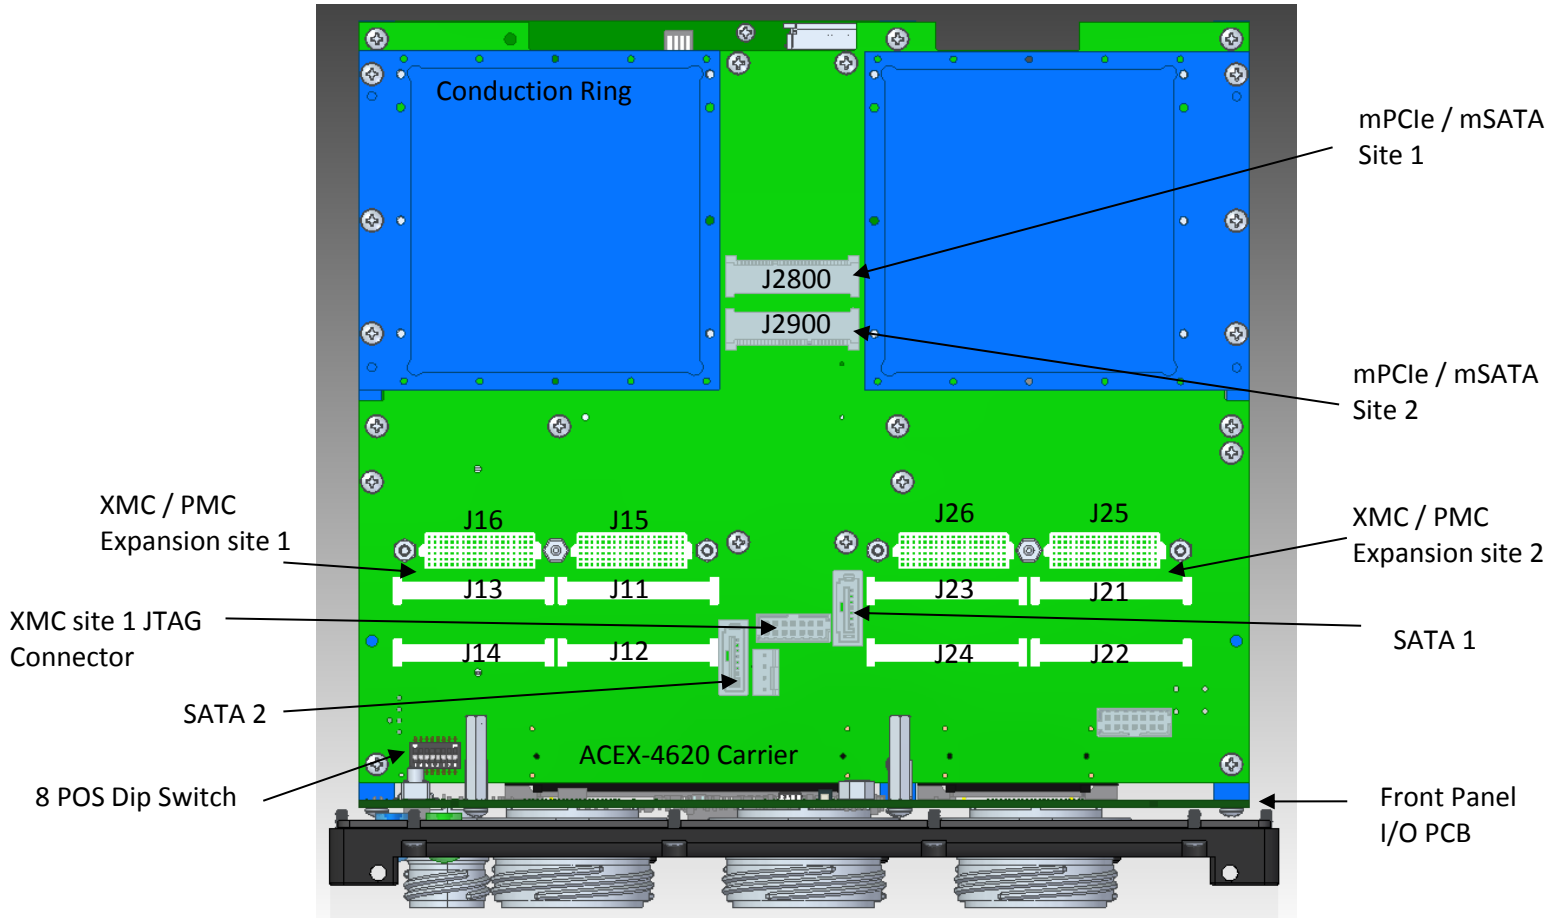 Conduction Ring
mPCIe / mSATA
Site 1
J2800
J2900
mPCIe / mSATA
Site 2
XMC / PMC
Expansion site 1
J16
J15
J26
J25
XMC / PMC
Expansion site 2
J13
J11
J23
J21
XMC site 1 JTAG
Connector
SATA 1
J14
J12
J24
J22
SATA 2
ACEX-4620 Carrier
8 POS Dip Switch
Front Panel
I/O PCB